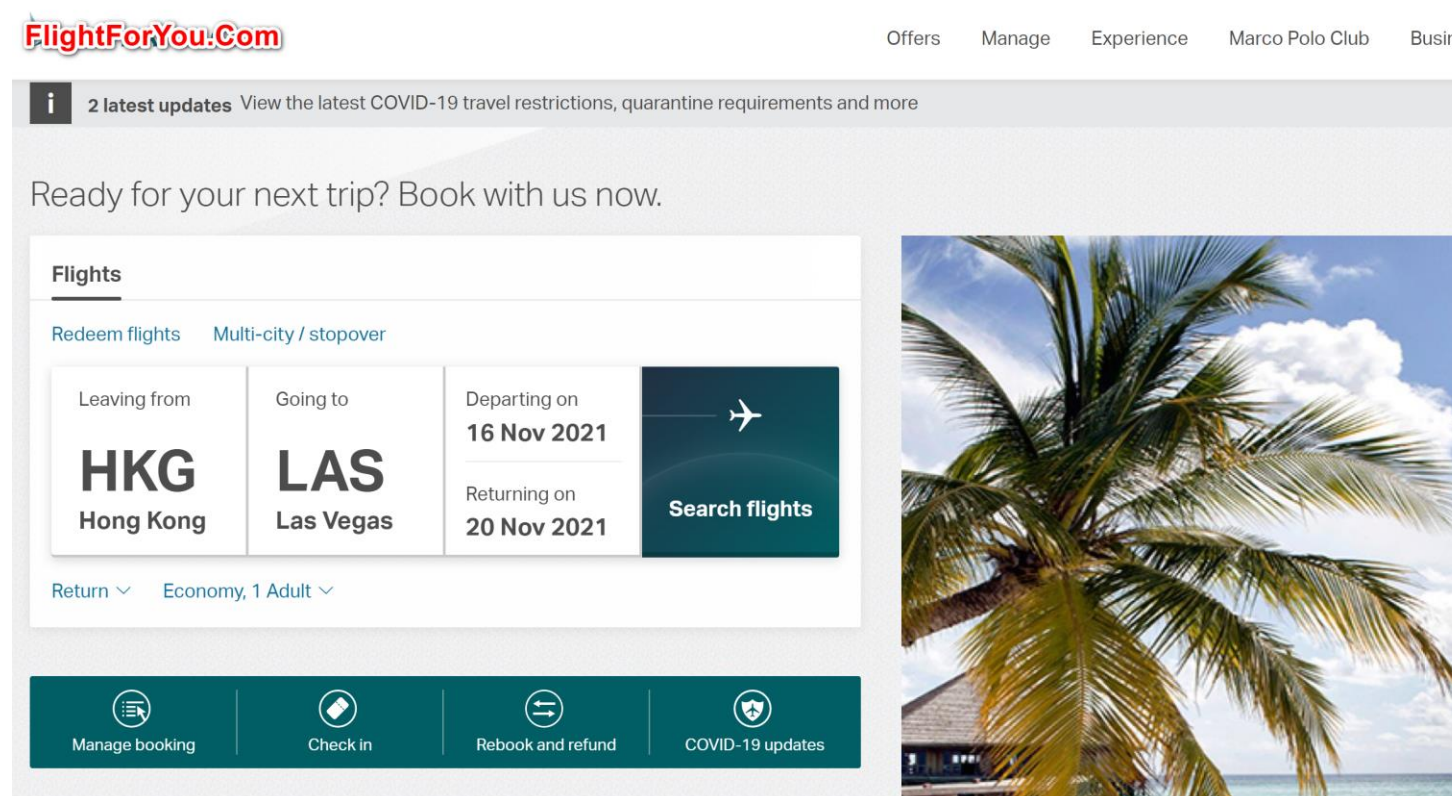 FlightForYou.Com
Offers Manage Experience Marco Polo Club
i 2 latest updates View the latest COVID-19 travel restrictions, quarantine requirements and more
Ready for your next trip? Book with us now.
Flights
Redeem flights Multi-city / stopover
Leaving from
HKG
Hong Kong
Going to
LAS
Las Vegas
Departing on
16 Nov 2021
Returning on
20 Nov 2021
Search flights
Return Economy, 1 Adult
Manage booking Check in Rebook and refund COVID-19 updates